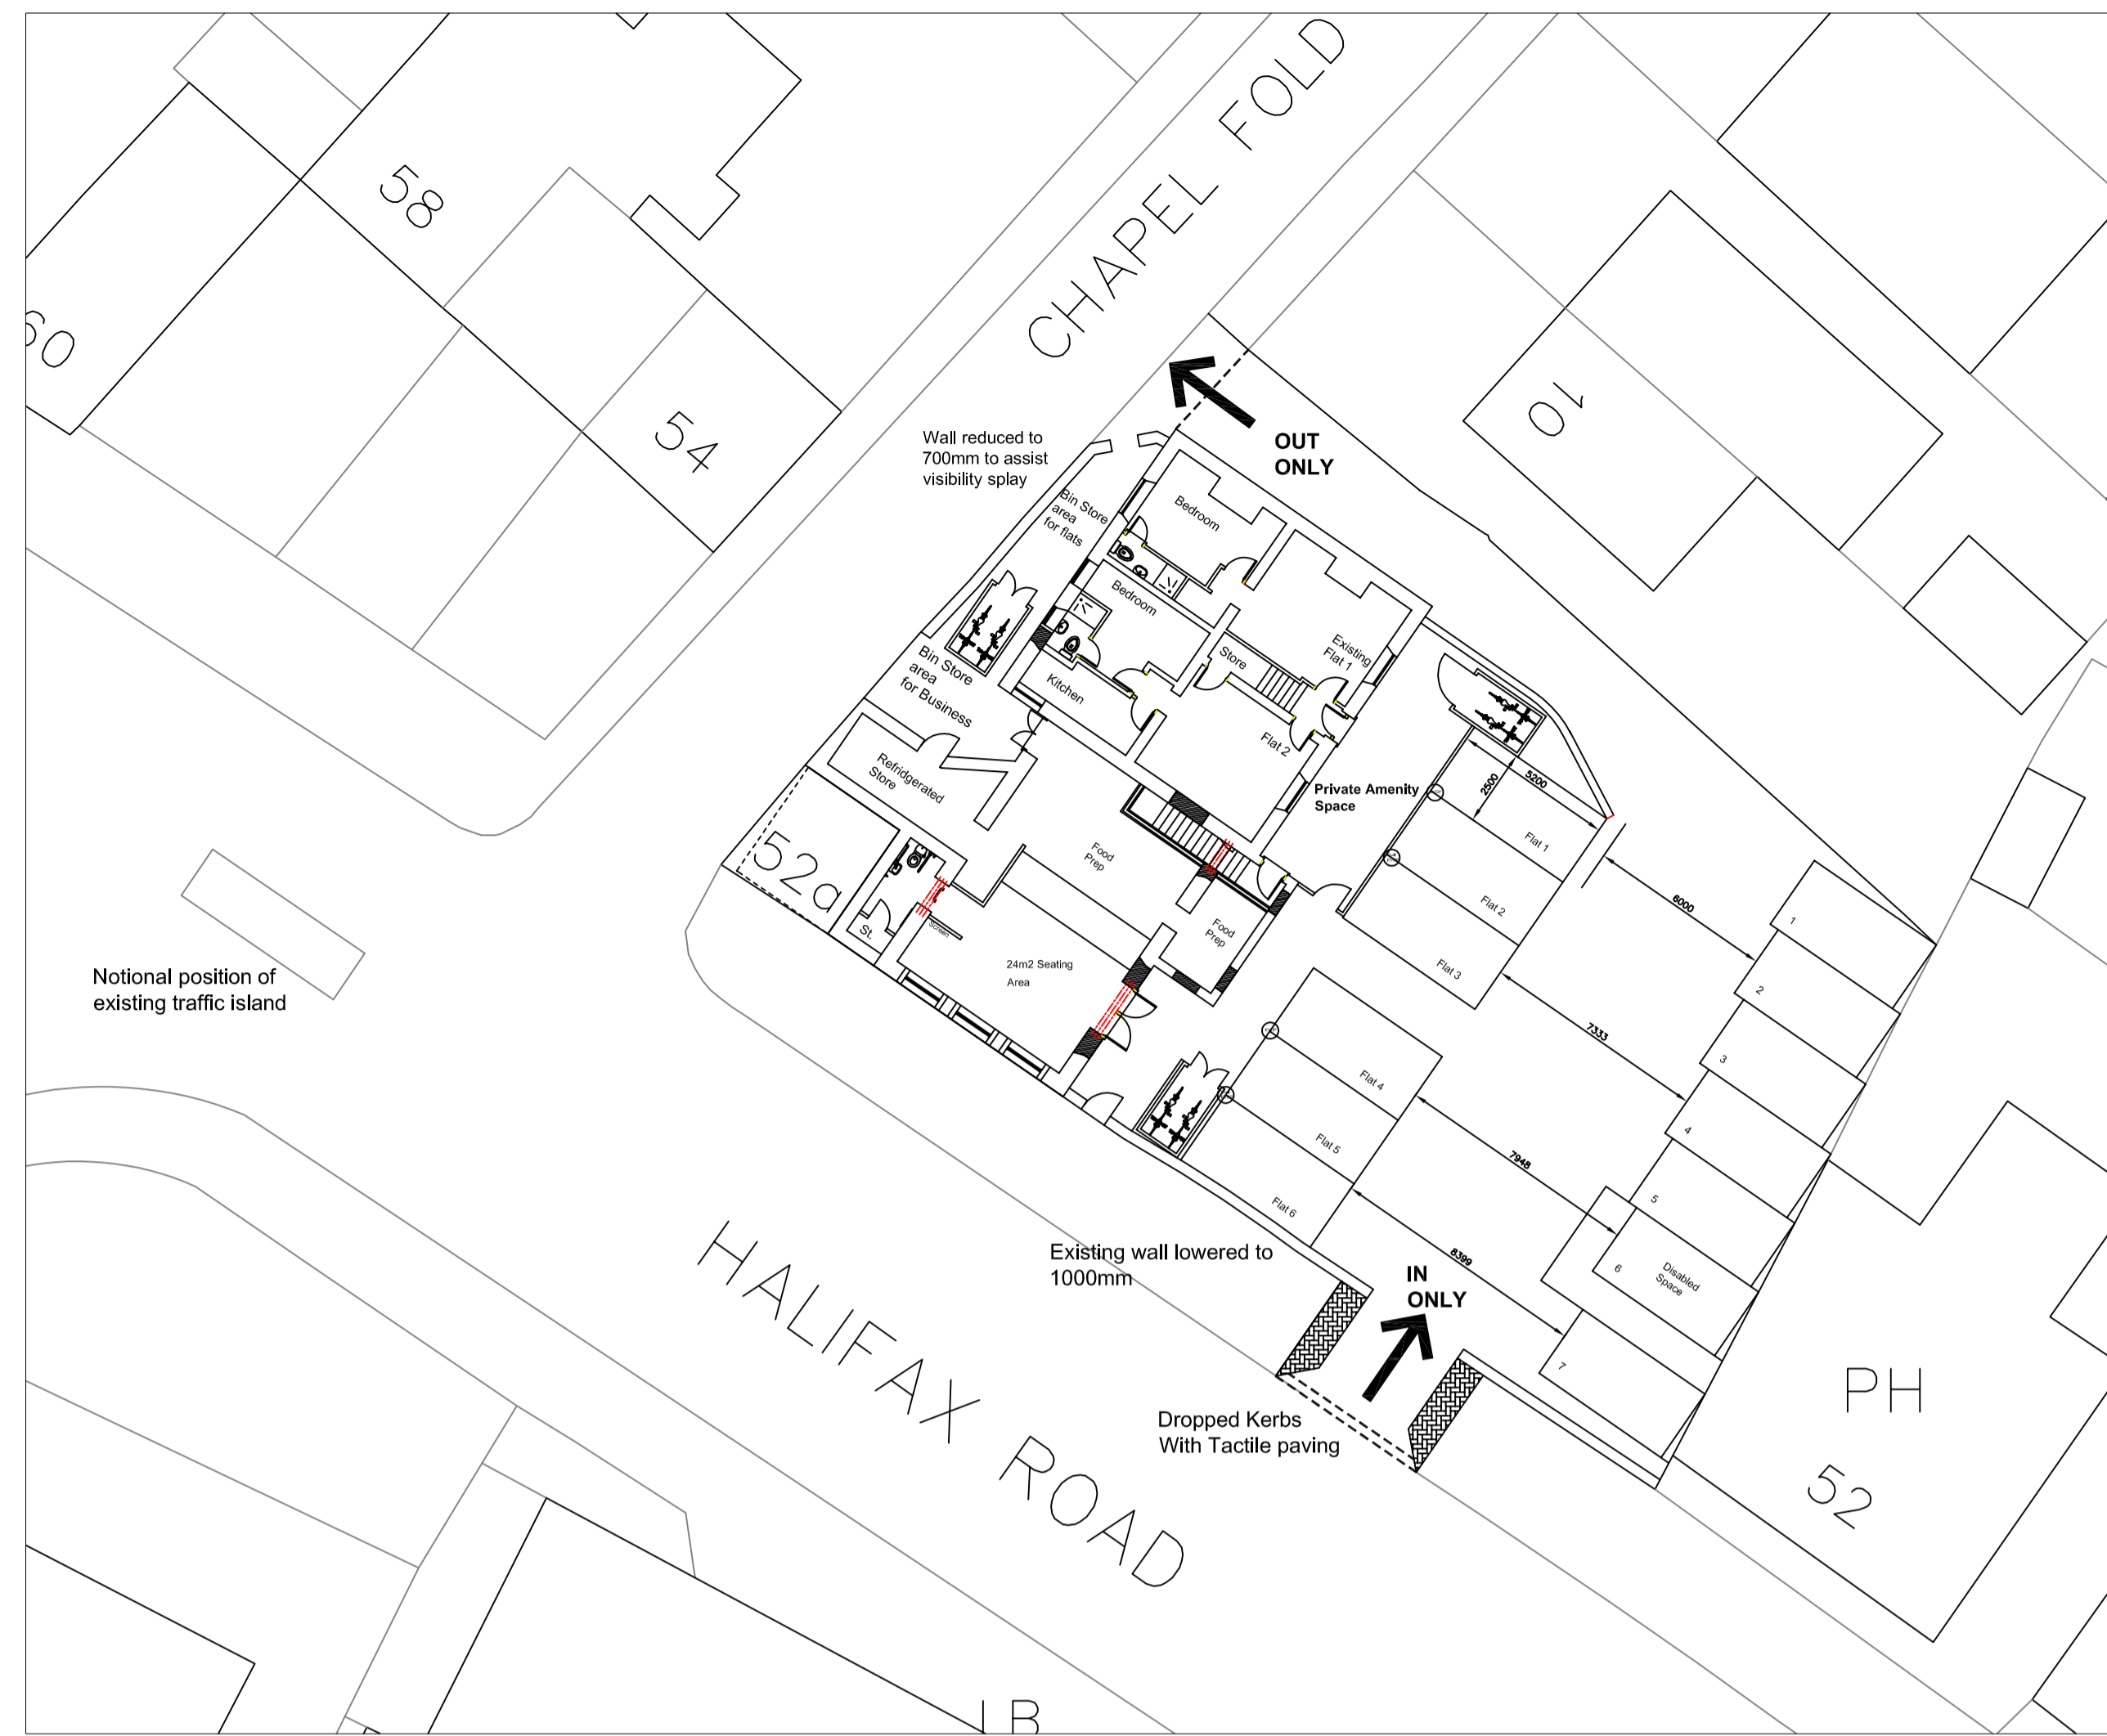 58
60
54
CHAPEL FOLD
10
OUT
ONLY
Wall reduced to
700mm to assist
visibility splay
Bin Store
area
for flats
Bedroom
Bedroom
Existing
Flat 1
Store
Kitchen
Flat 2
Bin Store
area
for Business
Refridgerated
Store
52a
St.
Screen
Food
Prep
Food
Prep
24m2 Seating
Area
Private Amenity
Space
5200
2500
Flat 1
Flat 2
Flat 3
Flat 4
Flat 5
Flat 6
6000
7333
7948
8399
1
2
3
4
5
6
Disabled
Space
7
Notional position of
existing traffic island
Existing wall lowered to
1000mm
IN
ONLY
Dropped Kerbs
With Tactile paving
HALIFAX ROAD
PH
52
B